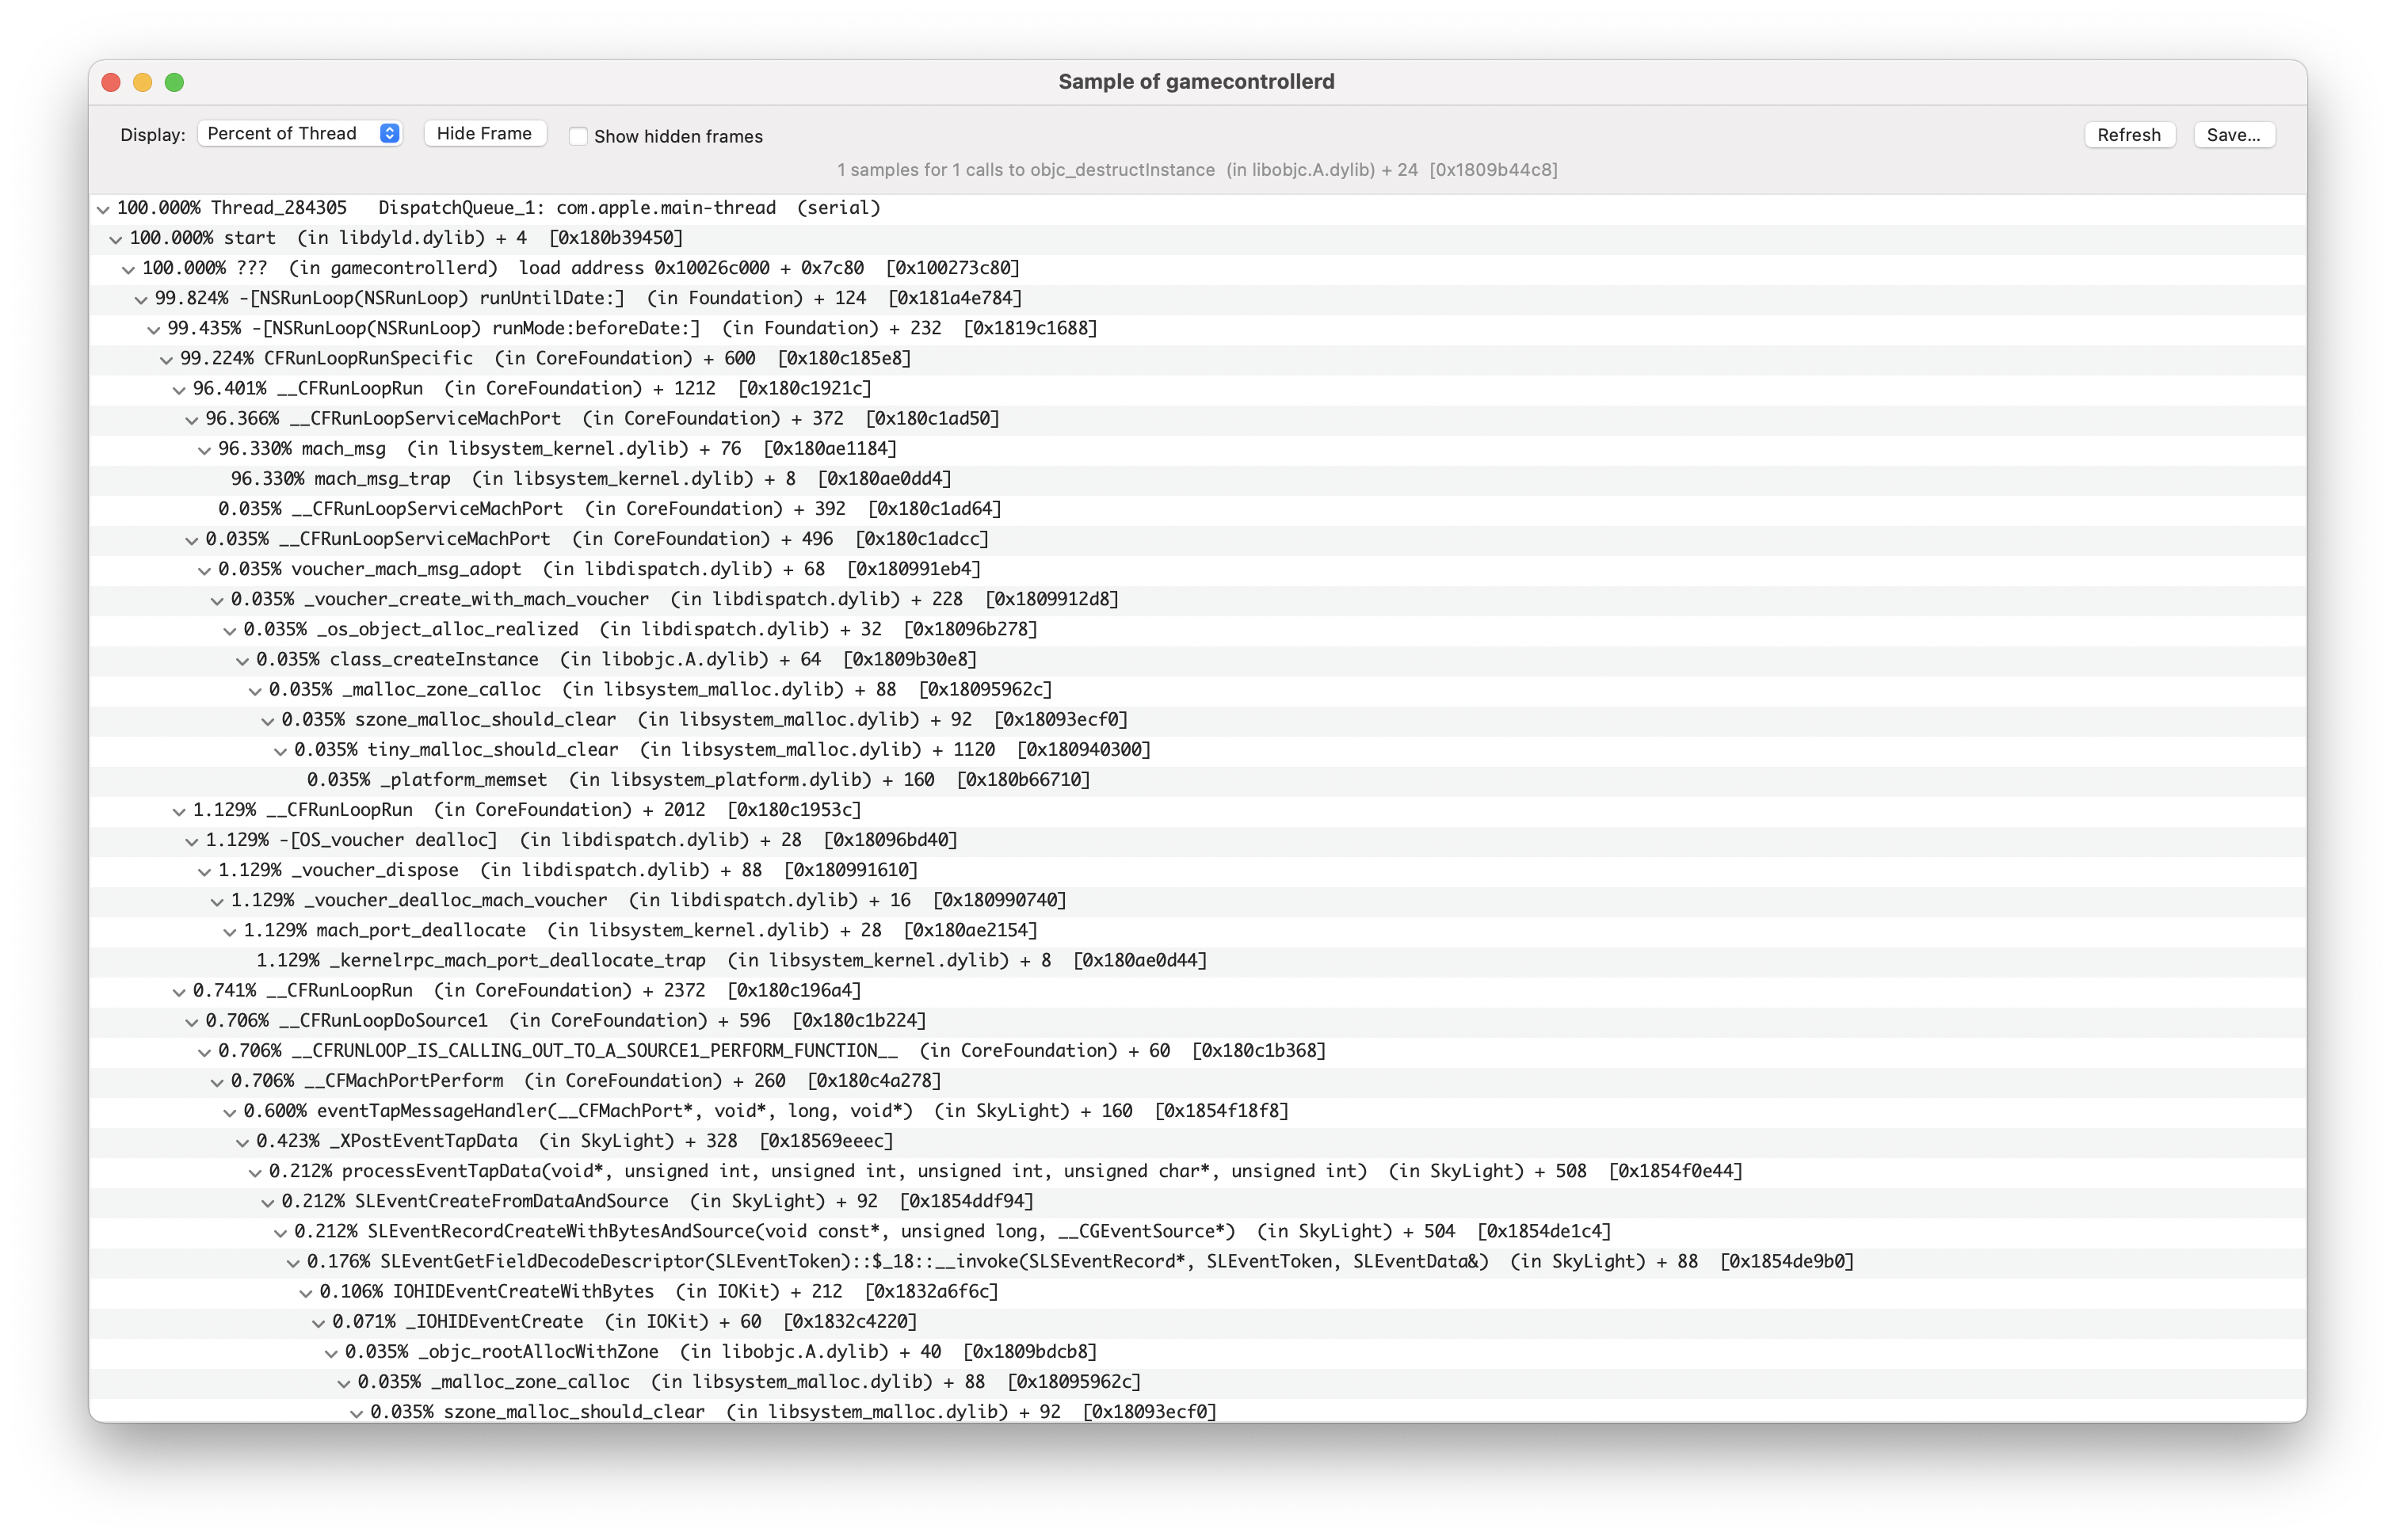 Sample of gamecontrollerd
Display: Percent of Thread Hide Frame Show hidden frames Refresh Save...
1 samples for 1 calls to objc_destructInstance (in libobjc.A.dylib) + 24 [0x1809b44c8]
100.000% Thread_284305 DispatchQueue_1: com.apple.main-thread (serial)
100.000% start (in libdyld.dylib) + 4 [0x180b39450]
100.000% ??? (in gamecontrollerd) load address 0x10026c000 + 0x7c80 [0x100273c80]
99.824% -[NSRunLoop(NSRunLoop) runUntilDate:] (in Foundation) + 124 [0x181a4e784]
99.435% -[NSRunLoop(NSRunLoop) runMode:beforeDate:] (in Foundation) + 232 [0x1819c1688]
99.224% CFRunLoopRunSpecific (in CoreFoundation) + 600 [0x180c185e8]
96.401% __CFRunLoopRun (in CoreFoundation) + 1212 [0x180c1921c]
96.366% __CFRunLoopServiceMachPort (in CoreFoundation) + 372 [0x180c1ad50]
96.330% mach_msg (in libsystem_kernel.dylib) + 76 [0x180ae1184]
96.330% mach_msg_trap (in libsystem_kernel.dylib) + 8 [0x180ae0dd4]
0.035% __CFRunLoopServiceMachPort (in CoreFoundation) + 392 [0x180c1ad64]
0.035% __CFRunLoopServiceMachPort (in CoreFoundation) + 496 [0x180c1adcc]
0.035% voucher_mach_msg_adopt (in libdispatch.dylib) + 68 [0x180991eb4]
0.035% _voucher_create_with_mach_voucher (in libdispatch.dylib) + 228 [0x1809912d8]
0.035% _os_object_alloc_realized (in libdispatch.dylib) + 32 [0x18096b278]
0.035% class_createInstance (in libobjc.A.dylib) + 64 [0x1809b30e8]
0.035% _malloc_zone_calloc (in libsystem_malloc.dylib) + 88 [0x18095962c]
0.035% szone_malloc_should_clear (in libsystem_malloc.dylib) + 92 [0x18093ecf0]
0.035% tiny_malloc_should_clear (in libsystem_malloc.dylib) + 1120 [0x180940300]
0.035% _platform_memset (in libsystem_platform.dylib) + 160 [0x180b66710]
1.129% __CFRunLoopRun (in CoreFoundation) + 2012 [0x180c1953c]
1.129% -[OS_voucher dealloc] (in libdispatch.dylib) + 28 [0x18096bd40]
1.129% _voucher_dispose (in libdispatch.dylib) + 88 [0x180991610]
1.129% _voucher_dealloc_mach_voucher (in libdispatch.dylib) + 16 [0x180990740]
1.129% mach_port_deallocate (in libsystem_kernel.dylib) + 28 [0x180ae2154]
1.129% _kernelrpc_mach_port_deallocate_trap (in libsystem_kernel.dylib) + 8 [0x180ae0d44]
0.741% __CFRunLoopRun (in CoreFoundation) + 2372 [0x180c196a4]
0.706% __CFRunLoopDoSource1 (in CoreFoundation) + 596 [0x180c1b224]
0.706% __CFRUNLOOP_IS_CALLING_OUT_TO_A_SOURCE1_PERFORM_FUNCTION__ (in CoreFoundation) + 60 [0x180c1b368]
0.706% __CFMachPortPerform (in CoreFoundation) + 260 [0x180c4a278]
0.600% eventTapMessageHandler(__CFMachPort*, void*, long, void*) (in SkyLight) + 160 [0x1854f18f8]
0.423% _XPostEventTapData (in SkyLight) + 328 [0x18569eeec]
0.212% processEventTapData(void*, unsigned int, unsigned int, unsigned int, unsigned char*, unsigned int) (in SkyLight) + 508 [0x1854f0e44]
0.212% SLEventCreateFromDataAndSource (in SkyLight) + 92 [0x1854ddf94]
0.212% SLEventRecordCreateWithBytesAndSource(void const*, unsigned long, __CGEventSource*) (in SkyLight) + 504 [0x1854de1c4]
0.176% SLEventGetFieldDecodeDescriptor(SLEventToken)::$_18::__invoke(SLSEventRecord*, SLEventToken, SLEventData&) (in SkyLight) + 88 [0x1854de9b0]
0.106% IOHIDEventCreateWithBytes (in IOKit) + 212 [0x1832a6f6c]
0.071% _IOHIDEventCreate (in IOKit) + 60 [0x1832c4220]
0.035% _objc_rootAllocWithZone (in libobjc.A.dylib) + 40 [0x1809bdcb8]
0.035% _malloc_zone_calloc (in libsystem_malloc.dylib) + 88 [0x18095962c]
0.035% szone_malloc_should_clear (in libsystem_malloc.dylib) + 92 [0x18093ecf0]